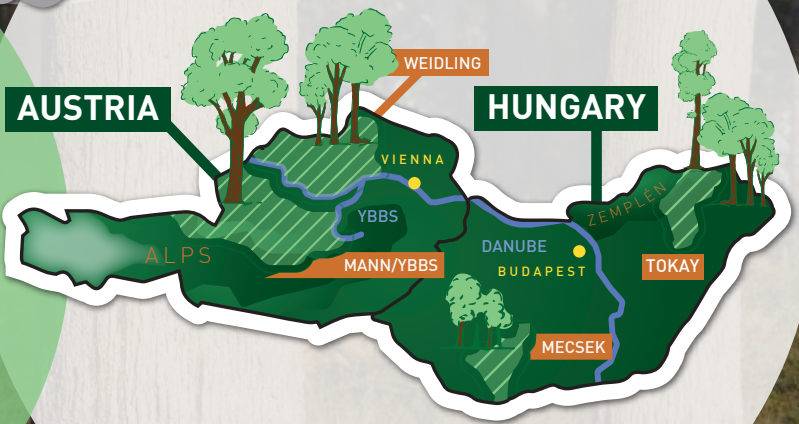 WEIDLING
AUSTRIA
HUNGARY
VIENNA
ZEMPLÉN
YBBS
DANUBE
ALPS
MANN/YBBS
BUDAPEST
TOKAY
MECSEK